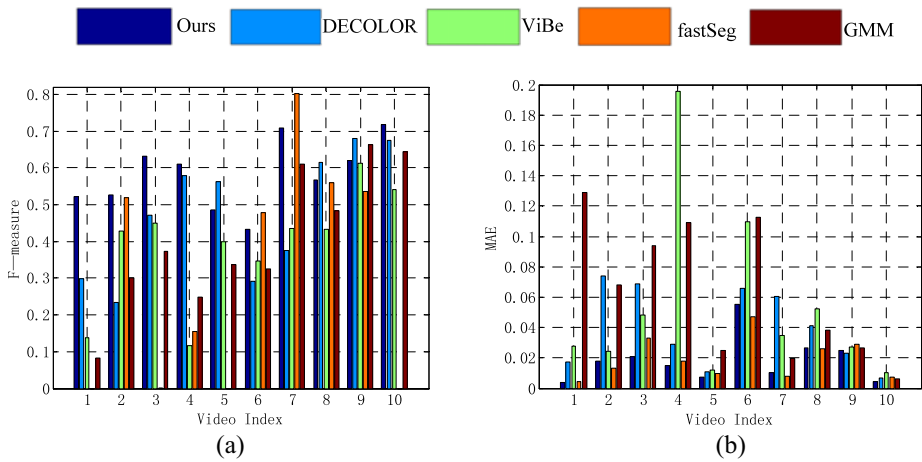 Ours DECOLOR ViBe fastSeg GMM
F-measure
0.8
0.7
0.6
0.5
0.4
0.3
0.2
0.1
0
1 2 3 4 5 6 7 8 9 10
Video Index
(a)
MAE
0.2
0.18
0.16
0.14
0.12
0.1
0.08
0.06
0.04
0.02
0
1 2 3 4 5 6 7 8 9 10
Video Index
(b)